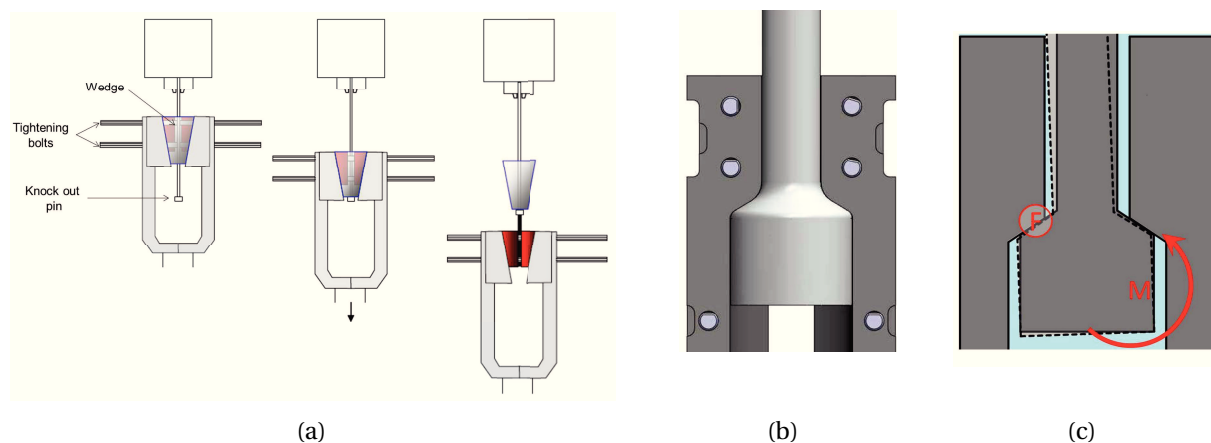 Wedge
Tightening
bolts
Knock out
pin
F
M
(a)
(b)
(c)